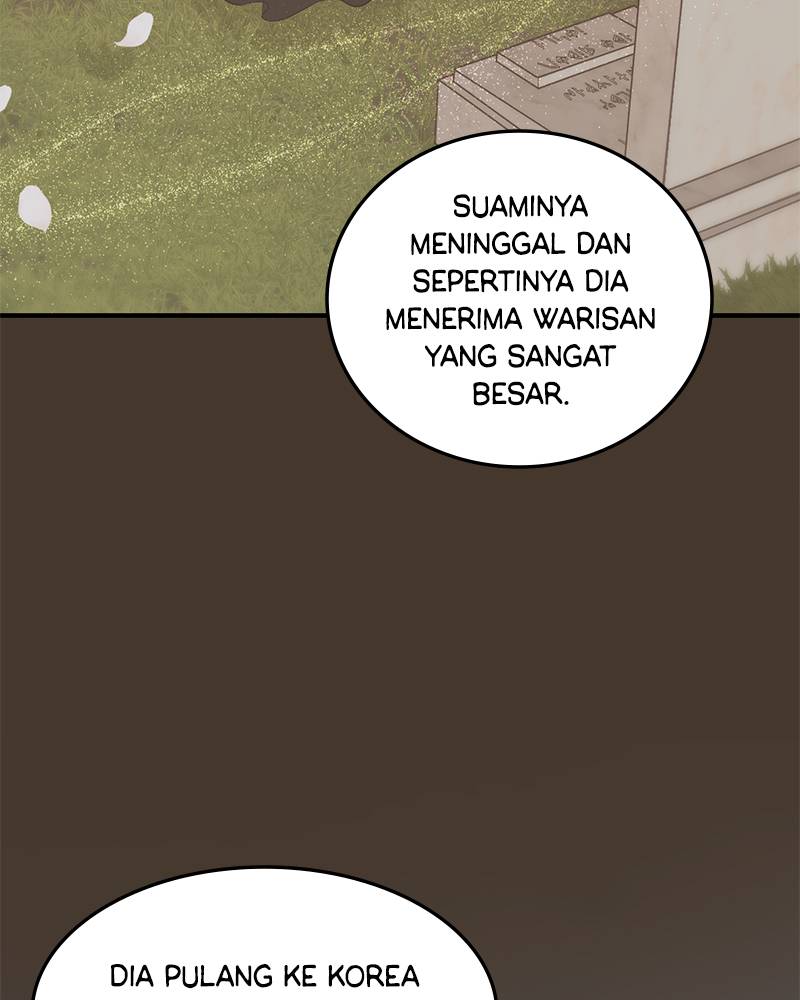 SUAMINYA
MENINGGAL DAN
SEPERTINYA DIA
MENERIMA WARISAN
YANG SANGAT
BESAR.
DIA PULANG KE KOREA